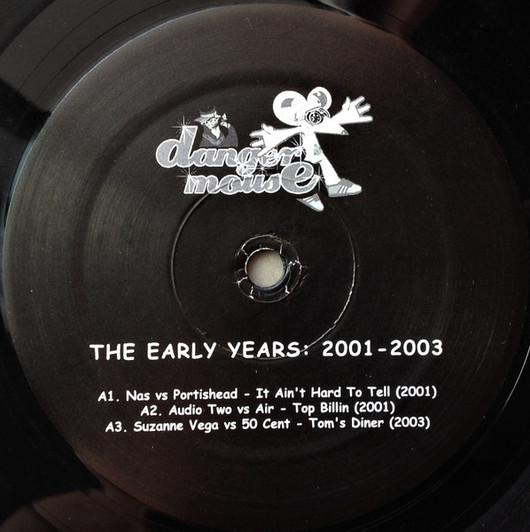 danger
mouse
THE EARLY YEARS: 2001-2003
A1. Nas vs Portishead - It Ain't Hard To Tell (2001)
A2. Audio Two vs Air - Top Billin (2001)
A3. Suzanne Vega vs 50 Cent - Tom's Diner (2003)